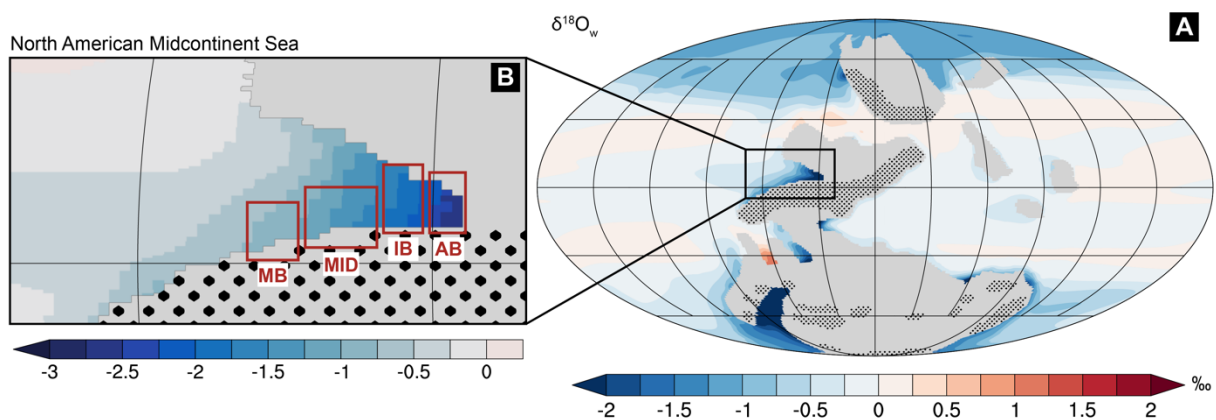 North American Midcontinent Sea
B
MB
MID
IB
AB
-3 -2.5 -2 -1.5 -1 -0.5 0
δ¹⁸Ow
A
-2 -1.5 -1 -0.5 0 0.5 1 1.5 2
‰